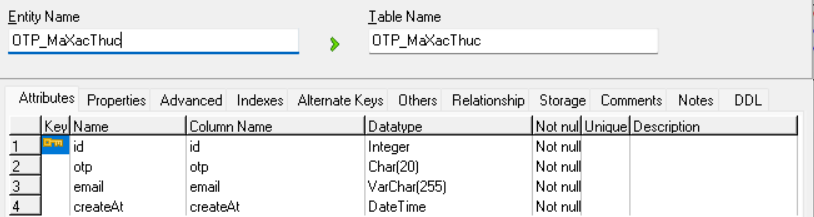 Entity Name Table Name
OTP_MaXacThuc OTP_MaXacThuc
Attributes Properties Advanced Indexes Alternate Keys Others Relationship Storage Comments Notes DDL
Key Name Column Name Datatype Not nul Unique Description
1 id id Integer Not null
2 otp otp Char(20) Not null
3 email email VarChar(255) Not null
4 createAt createAt DateTime Not null